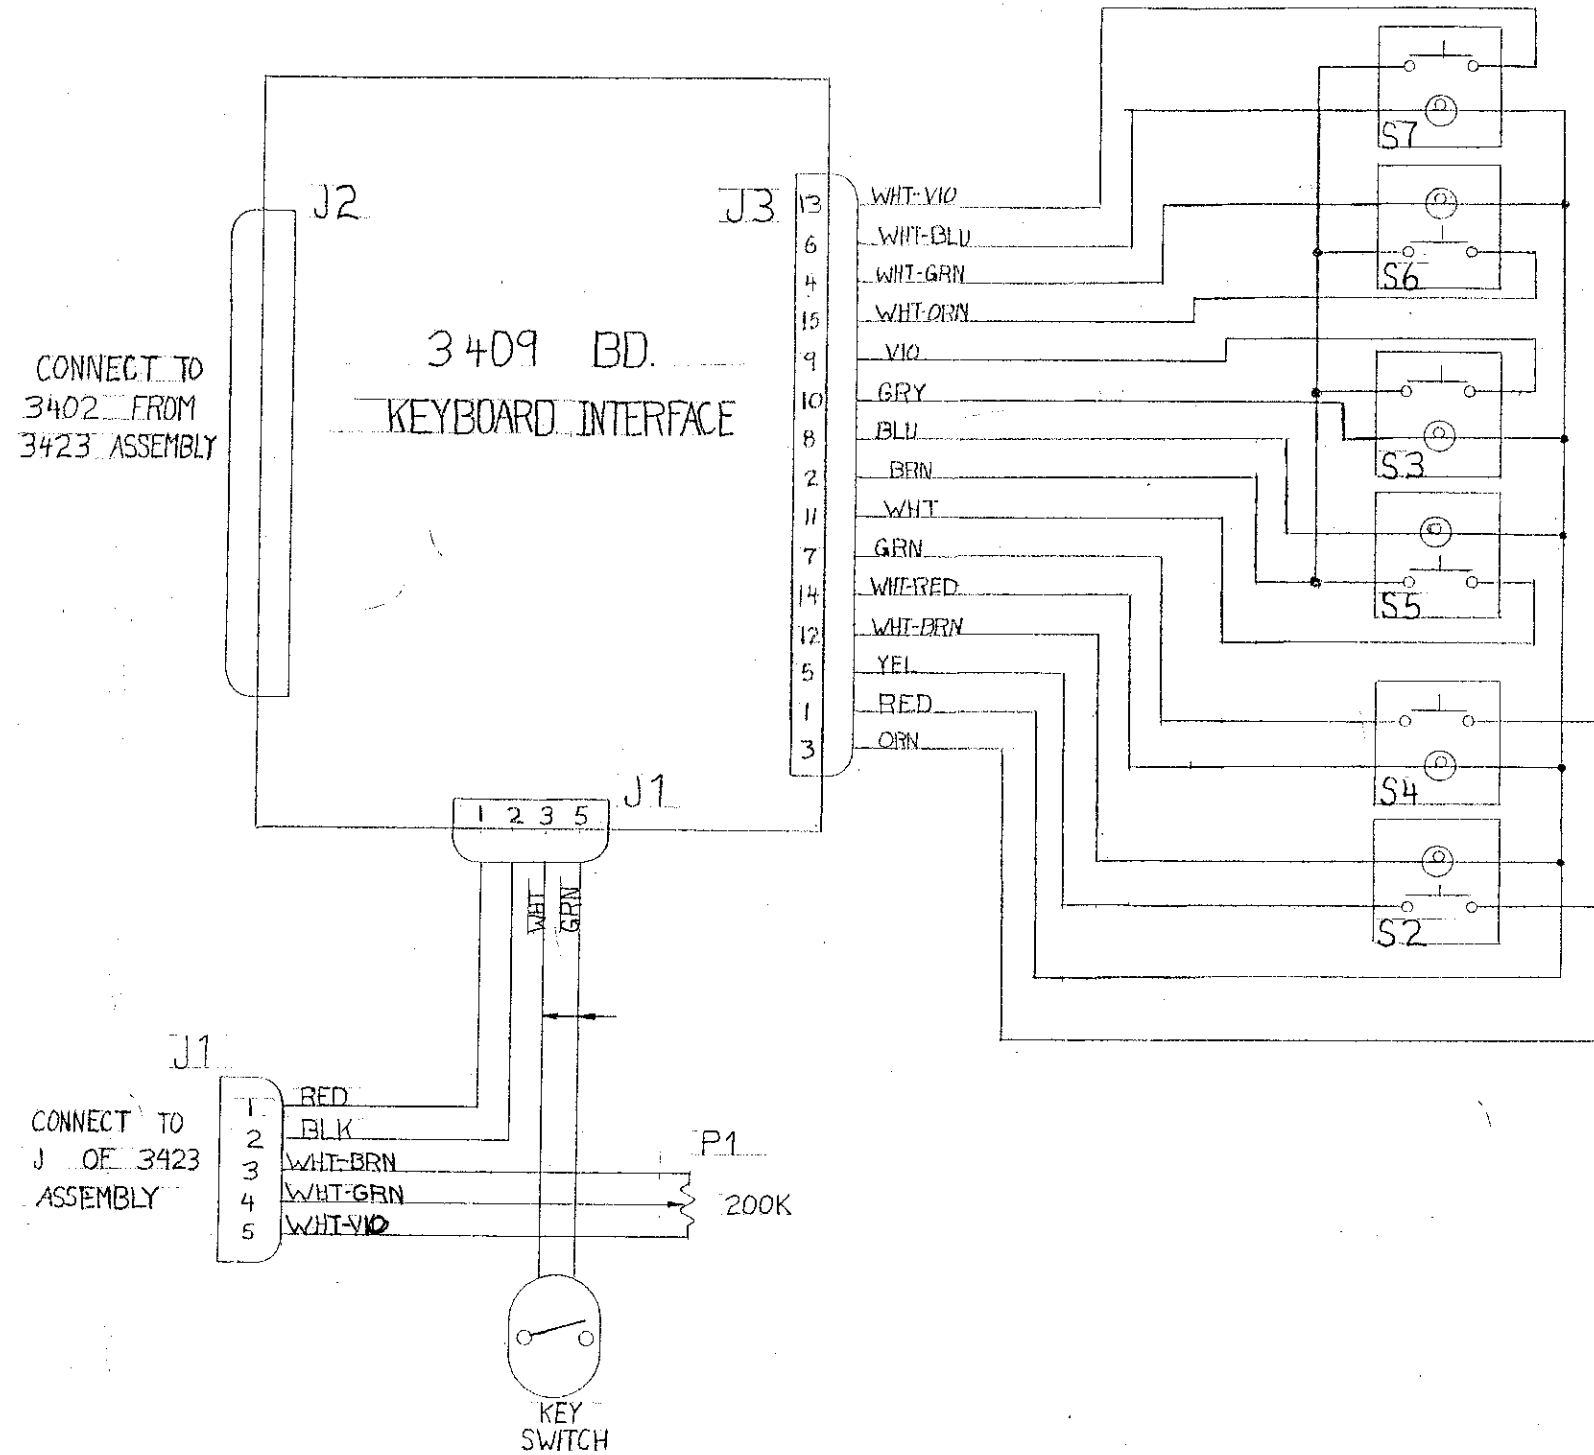 J2
J3
3409 BD.
KEYBOARD INTERFACE
CONNECT TO
3402 FROM
3423 ASSEMBLY
13 WHT-VIO
6 WHT-BLU
4 WHT-GRN
15 WHT-ORN
9 VIO
10 GRY
8 BLU
2 BRN
11 WHT
7 GRN
14 WHT-RED
12 WHT-BRN
5 YEL
1 RED
3 ORN
S7
S6
S3
S5
S4
S2
J1
1 2 3 5
WHT
GRN
J1
CONNECT TO
J OF 3423
ASSEMBLY
1 RED
2 BLK
3 WHT-BRN
4 WHT-GRN
5 WHT-VIO
P1
200K
KEY
SWITCH